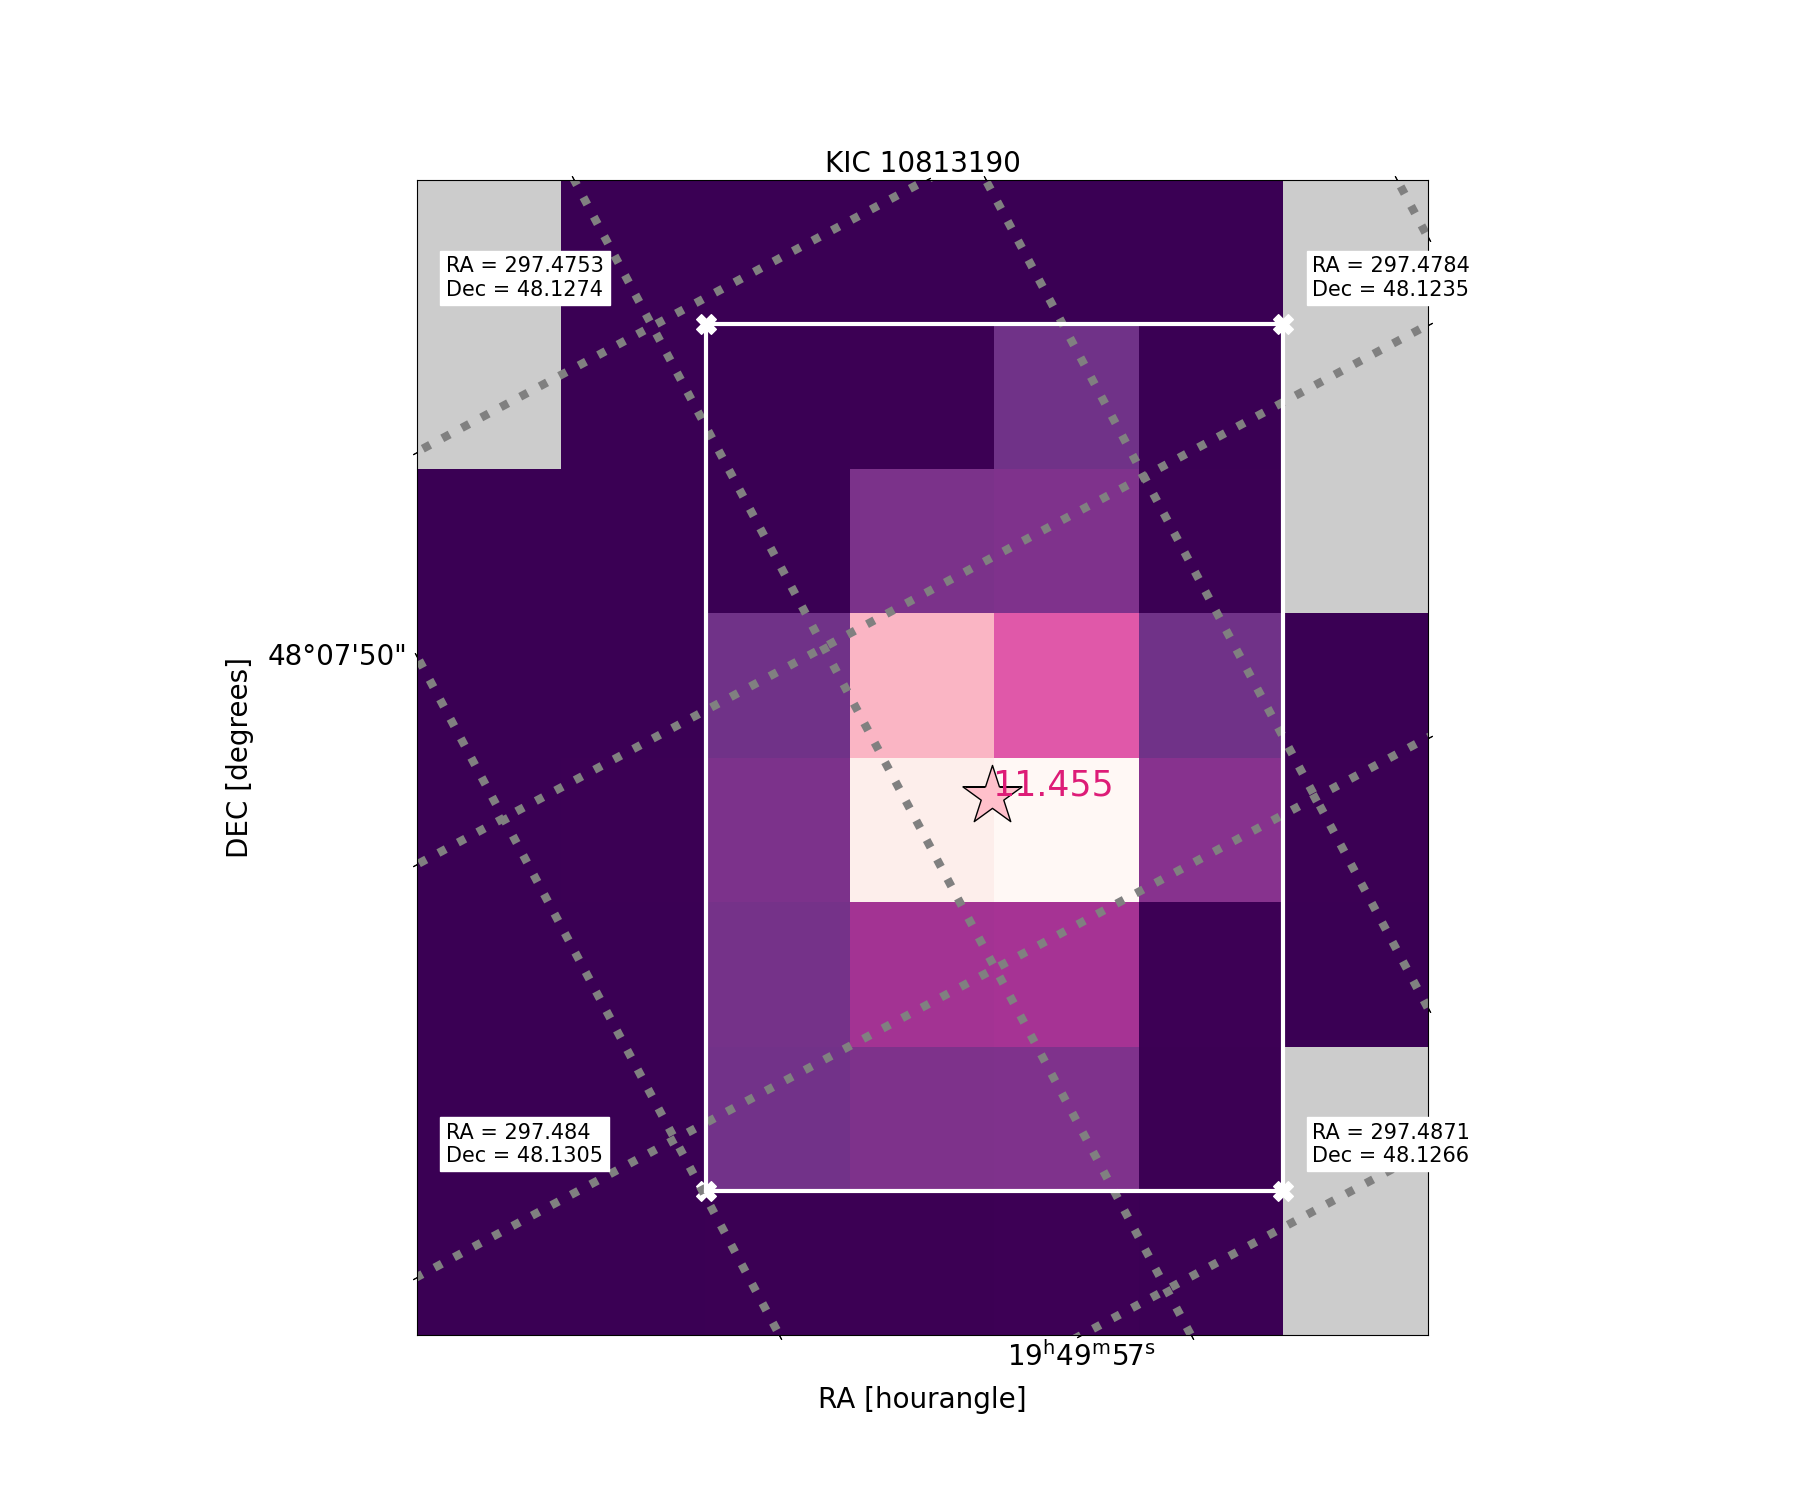 KIC 10813190
RA = 297.4753
Dec = 48.1274
RA = 297.4784
Dec = 48.1235
48°07'50"
DEC [degrees]
11.455
RA = 297.484
Dec = 48.1305
RA = 297.4871
Dec = 48.1266
19ʰ49ᵐ57ˢ
RA [hourangle]